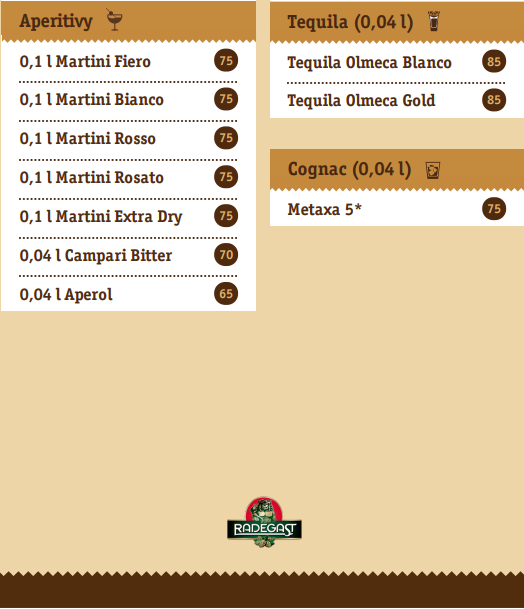 Aperitivy
0,1 l Martini Fiero 75
0,1 l Martini Bianco 75
0,1 l Martini Rosso 75
0,1 l Martini Rosato 75
0,1 l Martini Extra Dry 75
0,04 l Campari Bitter 70
0,04 l Aperol 65
Tequila (0,04 l)
Tequila Olmeca Blanco 85
Tequila Olmeca Gold 85
Cognac (0,04 l)
Metaxa 5* 75
RADEGAST